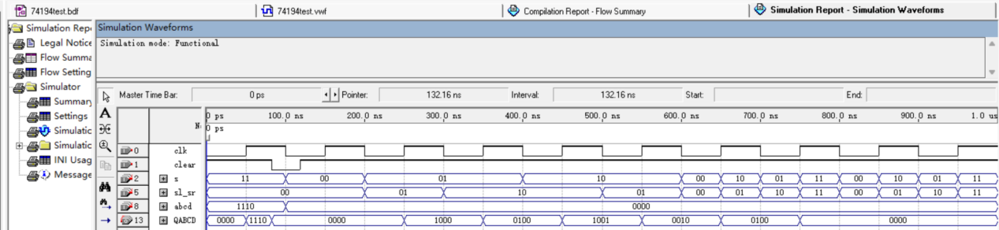 74194test.bdf
74194test.vwf
Compilation Report - Flow Summary
Simulation Report - Simulation Waveforms
Simulation Repo
Legal Notice
Flow Summa
Flow Setting
Simulator
Summary
Settings
Simulatic
Simulatic
INI Usag
Message
Simulation Waveforms
Simulation mode: Functional
Master Time Bar: 0 ps Pointer: 132.16 ns Interval: 132.16 ns Start: End:
0 ps 100.0 ns 200.0 ns 300.0 ns 400.0 ns 500.0 ns 600.0 ns 700.0 ns 800.0 ns 900.0 ns 1.0 us
0 ps
0 clk
1 clear
2 s 11 00 01 10 00 10 01 11 00 10 01 11
5 sl_sr 00 01 10 01 00 01 10 11 00 01 10 11
8 abcd 1110 0000
13 QABCD 0000 1110 0000 1000 0100 1001 0010 0100 0000